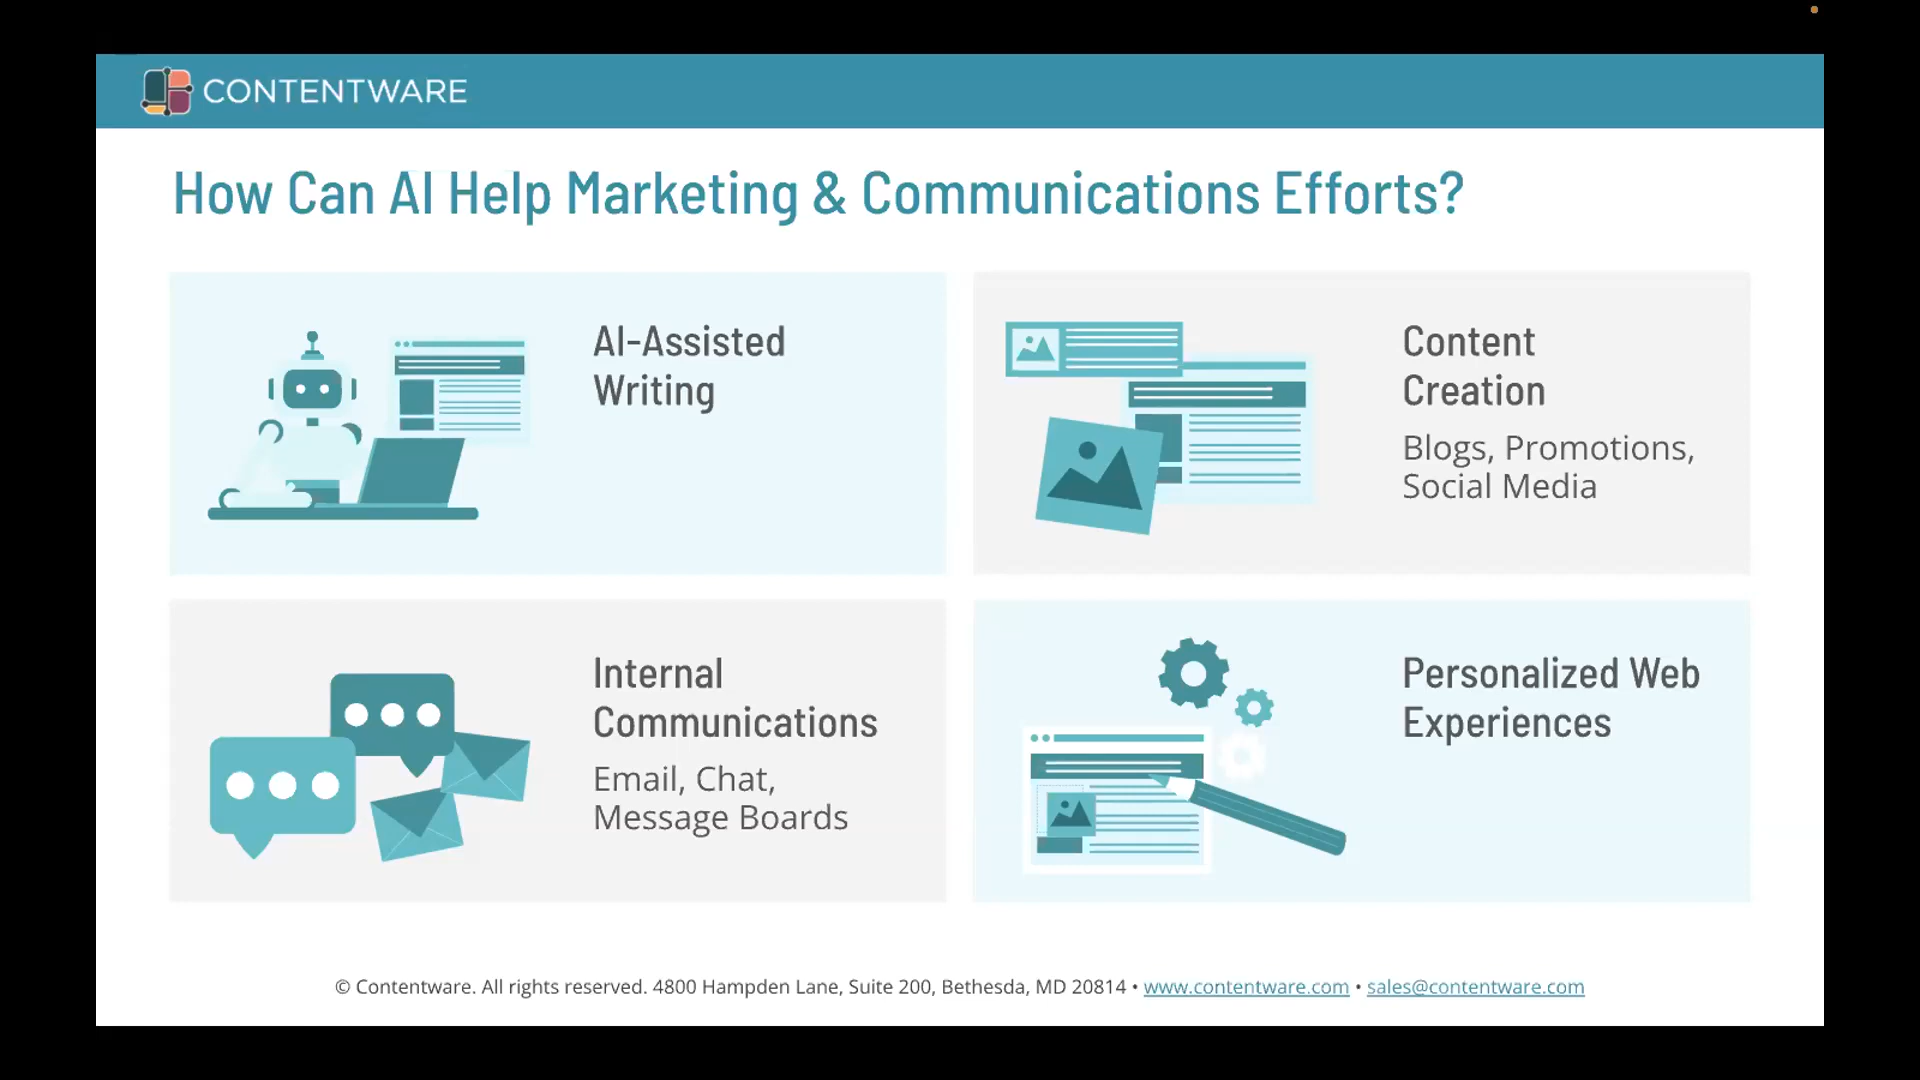 CONTENTWARE
How Can AI Help Marketing & Communications Efforts?
AI-Assisted
Writing
Content
Creation
Blogs, Promotions,
Social Media
Internal
Communications
Email, Chat,
Message Boards
Personalized Web
Experiences
© Contentware. All rights reserved. 4800 Hampden Lane, Suite 200, Bethesda, MD 20814 • www.contentware.com • sales@contentware.com